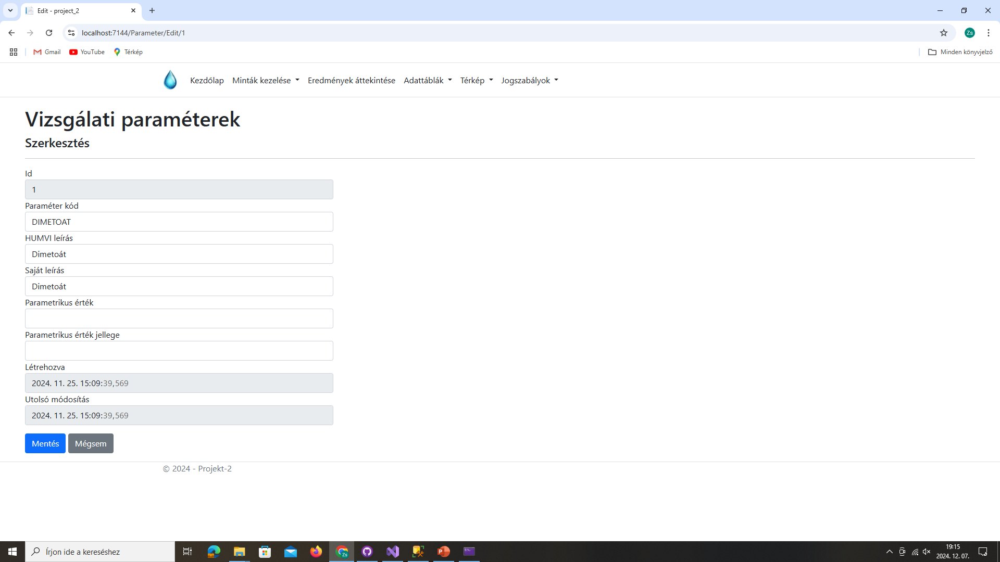 Edit - project_2
localhost:7144/Parameter/Edit/1
Zs
Gmail YouTube Térkép Minden könyvjelző
Kezdőlap Minták kezelése Eredmények áttekintése Adattáblák Térkép Jogszabályok
Vizsgálati paraméterek
Szerkesztés
Id
1
Paraméter kód
DIMETOAT
HUMVI leírás
Dimetoát
Saját leírás
Dimetoát
Parametrikus érték
Parametrikus érték jellege
Létrehozva
2024. 11. 25. 15:09:39,569
Utolsó módosítás
2024. 11. 25. 15:09:39,569
Mentés Mégsem
© 2024 - Projekt-2
Írjon ide a kereséshez
19:15
2024. 12. 07.